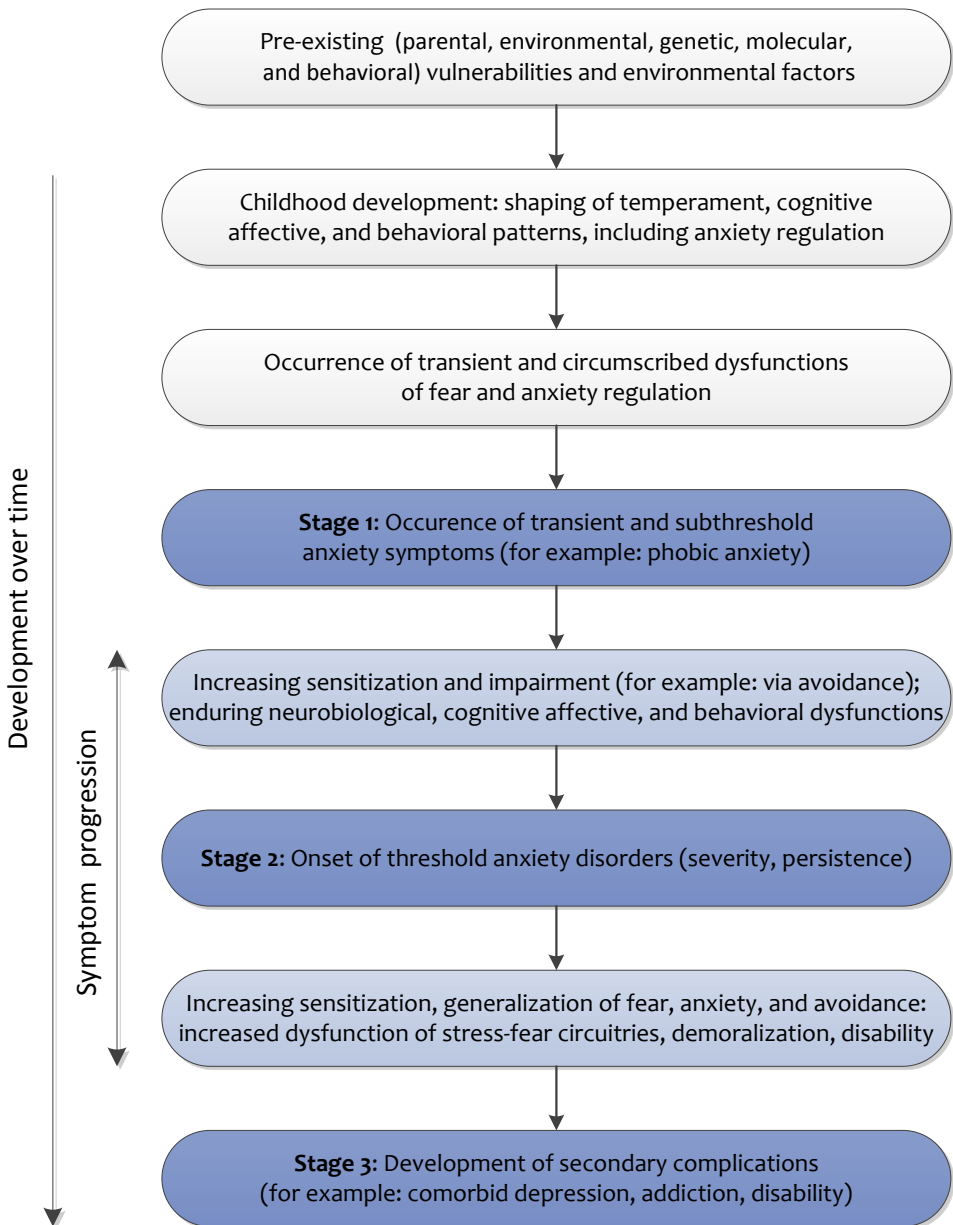 Pre-existing (parental, environmental, genetic, molecular,
and behavioral) vulnerabilities and environmental factors
Childhood development: shaping of temperament, cognitive
affective, and behavioral patterns, including anxiety regulation
Occurrence of transient and circumscribed dysfunctions
of fear and anxiety regulation
Stage 1: Occurence of transient and subthreshold
anxiety symptoms (for example: phobic anxiety)
Increasing sensitization and impairment (for example: via avoidance);
enduring neurobiological, cognitive affective, and behavioral dysfunctions
Stage 2: Onset of threshold anxiety disorders (severity, persistence)
Increasing sensitization, generalization of fear, anxiety, and avoidance:
increased dysfunction of stress-fear circuitries, demoralization, disability
Stage 3: Development of secondary complications
(for example: comorbid depression, addiction, disability)
Development over time
Symptom progression